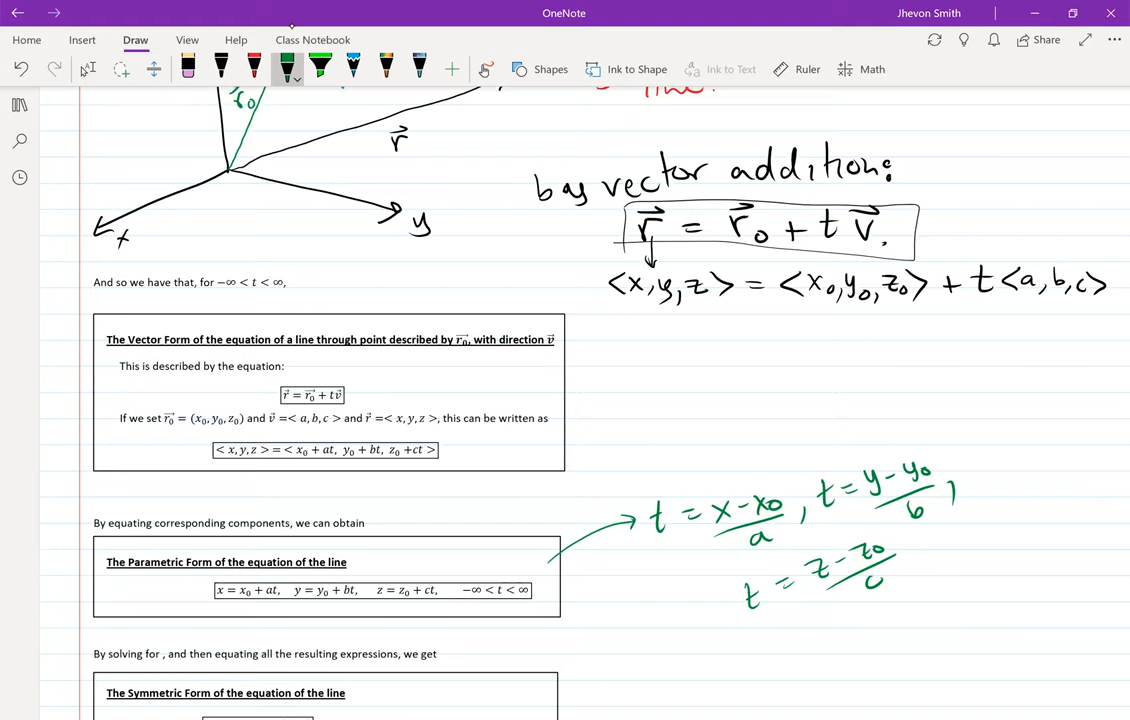 OneNote
Jhevon Smith
Home Insert Draw View Help Class Notebook
Share
Shapes Ink to Shape Ink to Text Ruler Math
r0
line.
r⃗
by vector addition:
r⃗ = r⃗₀ + t v⃗.
x
y
And so we have that, for −∞ < t < ∞,
<x,y,z> = <x₀,y₀,z₀> + t<a,b,c>
The Vector Form of the equation of a line through point described by r₀⃗, with direction v⃗
This is described by the equation:
r⃗ = r₀⃗ + tv⃗
If we set r₀⃗ = (x₀, y₀, z₀) and v⃗ =< a, b, c > and r⃗ =< x, y, z >, this can be written as
< x, y, z > = < x₀ + at, y₀ + bt, z₀ +ct >
t = x-x₀/a , t = y-y₀/b ,
By equating corresponding components, we can obtain
t = z-z₀/c
The Parametric Form of the equation of the line
x = x₀ + at, y = y₀ + bt, z = z₀ + ct, −∞ < t < ∞
By solving for , and then equating all the resulting expressions, we get
The Symmetric Form of the equation of the line